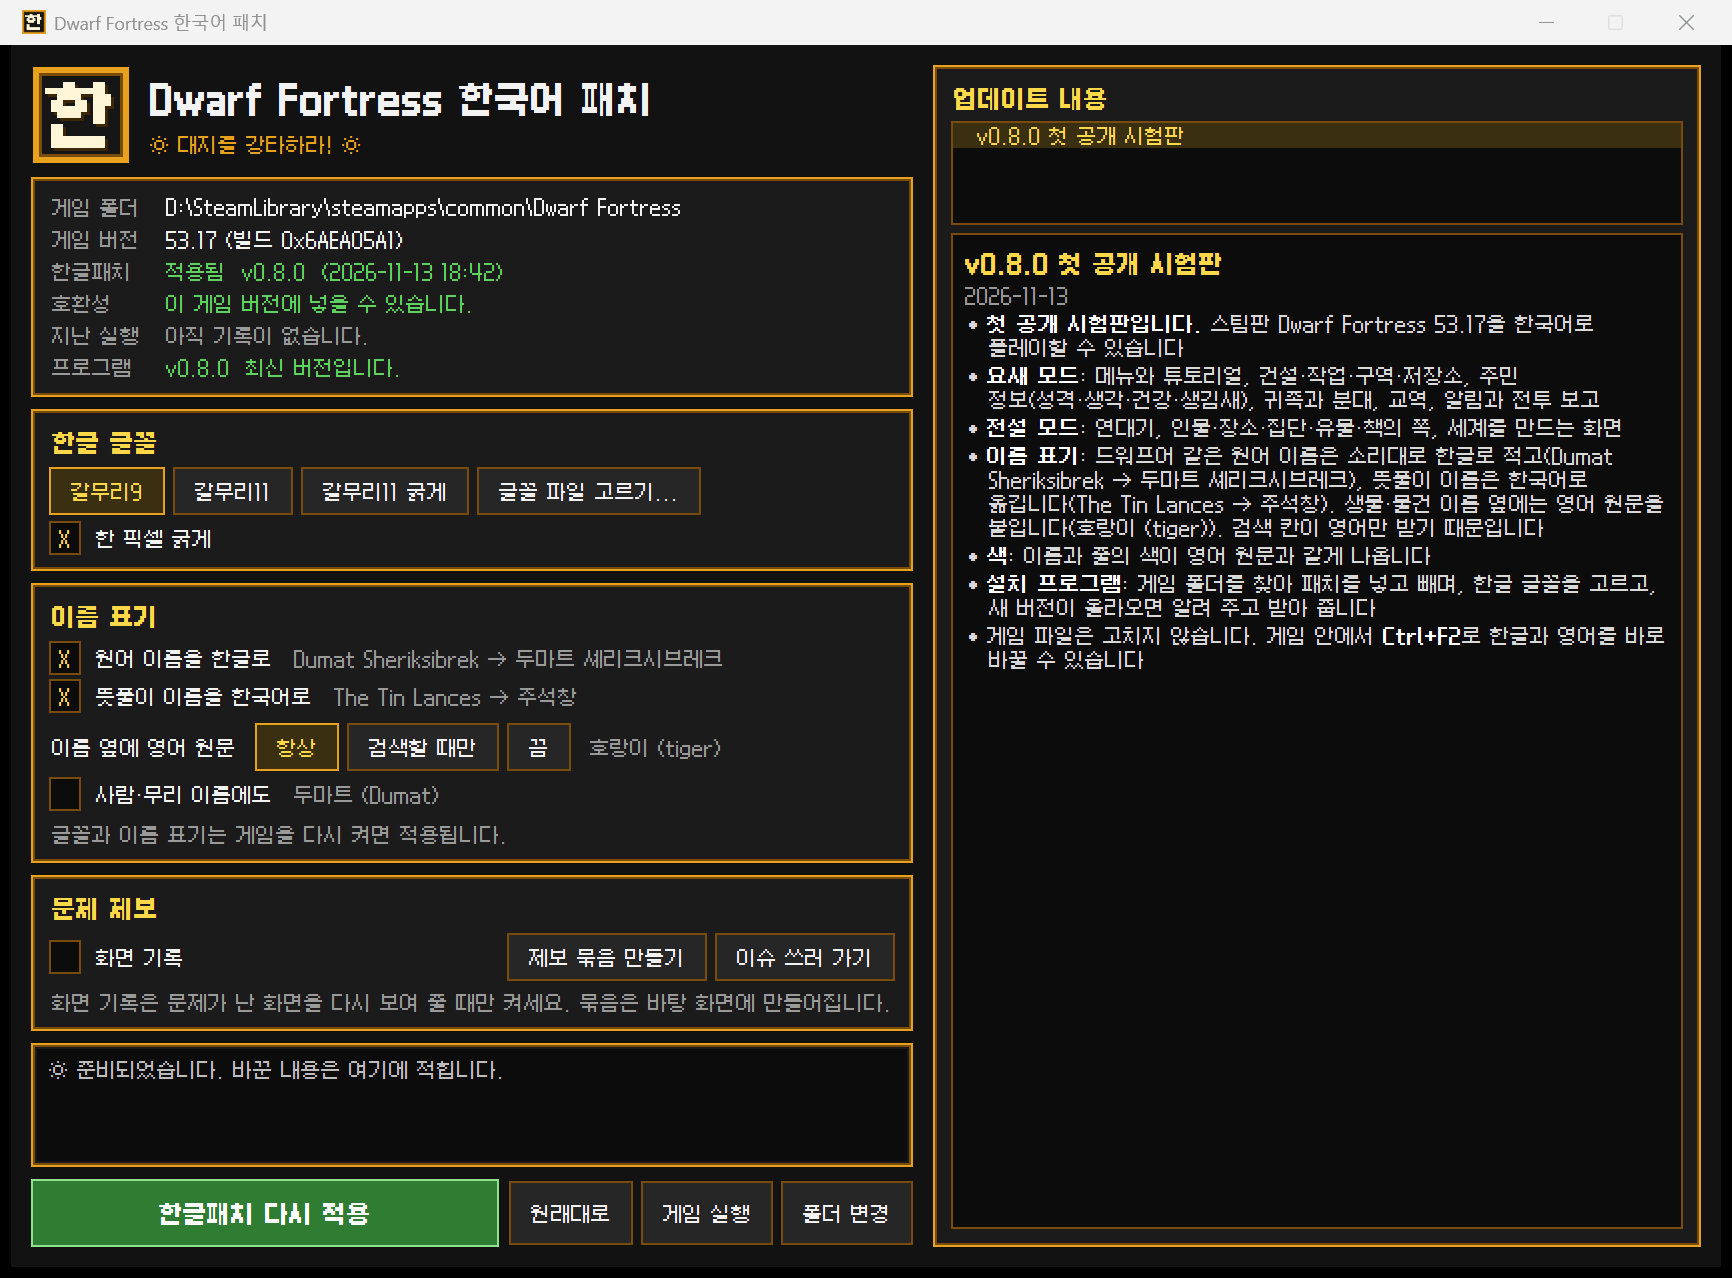 한 Dwarf Fortress 한국어 패치
한
Dwarf Fortress 한국어 패치
☼ 대지를 강타하라! ☼
게임 폴더 D:\SteamLibrary\steamapps\common\Dwarf Fortress
게임 버전 53.17 (빌드 0x6AEA05A1)
한글패치 적용됨 v0.8.0 (2026-11-13 18:42)
호환성 이 게임 버전에 넣을 수 있습니다.
지난 실행 아직 기록이 없습니다.
프로그램 v0.8.0 최신 버전입니다.
한글 글꼴
갈무리9 갈무리11 갈무리11 굵게 글꼴 파일 고르기...
X 한 픽셀 굵게
이름 표기
X 원어 이름을 한글로 Dumat Sheriksibrek → 두마트 셰리크시브레크
X 뜻풀이 이름을 한국어로 The Tin Lances → 주석창
이름 옆에 영어 원문 항상 검색할 때만 끔 호랑이 (tiger)
사람·무리 이름에도 두마트 (Dumat)
글꼴과 이름 표기는 게임을 다시 켜면 적용됩니다.
문제 제보
화면 기록 제보 묶음 만들기 이슈 쓰러 가기
화면 기록은 문제가 난 화면을 다시 보여 줄 때만 켜세요. 묶음은 바탕 화면에 만들어집니다.
☼ 준비되었습니다. 바꾼 내용은 여기에 적힙니다.
한글패치 다시 적용 원래대로 게임 실행 폴더 변경
업데이트 내용
v0.8.0 첫 공개 시험판
v0.8.0 첫 공개 시험판
2026-11-13
• 첫 공개 시험판입니다. 스팀판 Dwarf Fortress 53.17을 한국어로
플레이할 수 있습니다
• 요새 모드: 메뉴와 튜토리얼, 건설·작업·구역·저장소, 주민
정보(성격·생각·건강·생김새), 귀족과 분대, 교역, 알림과 전투 보고
• 전설 모드: 연대기, 인물·장소·집단·유물·책의 쪽, 세계를 만드는 화면
• 이름 표기: 드워프어 같은 원어 이름은 소리대로 한글로 적고(Dumat
Sheriksibrek → 두마트 셰리크시브레크), 뜻풀이 이름은 한국어로
옮깁니다(The Tin Lances → 주석창). 생물·물건 이름 옆에는 영어 원문을
붙입니다(호랑이 (tiger)). 검색 칸이 영어만 받기 때문입니다
• 색: 이름과 줄의 색이 영어 원문과 같게 나옵니다
• 설치 프로그램: 게임 폴더를 찾아 패치를 넣고 빼며, 한글 글꼴을 고르고,
새 버전이 올라오면 알려 주고 받아 줍니다
• 게임 파일은 고치지 않습니다. 게임 안에서 Ctrl+F2로 한글과 영어를 바로
바꿀 수 있습니다